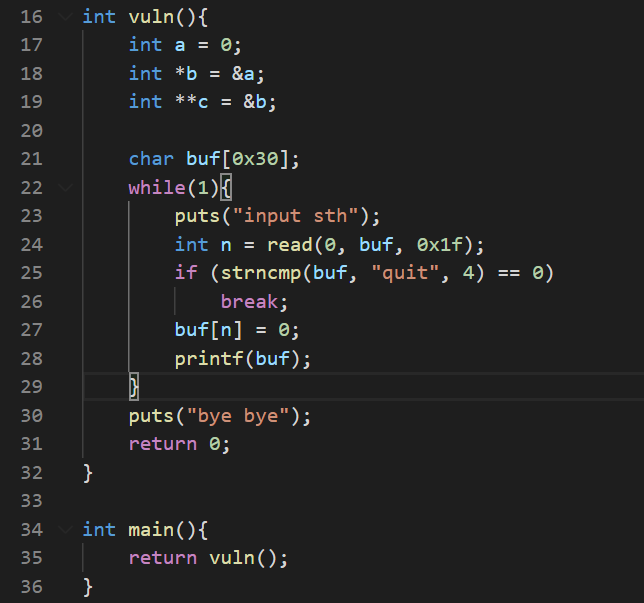 16 int vuln(){
17     int a = 0;
18     int *b = &a;
19     int **c = &b;
20
21     char buf[0x30];
22     while(1){
23         puts("input sth");
24         int n = read(0, buf, 0x1f);
25         if (strncmp(buf, "quit", 4) == 0)
26             break;
27         buf[n] = 0;
28         printf(buf);
29     }
30     puts("bye bye");
31     return 0;
32 }
33
34 int main(){
35     return vuln();
36 }